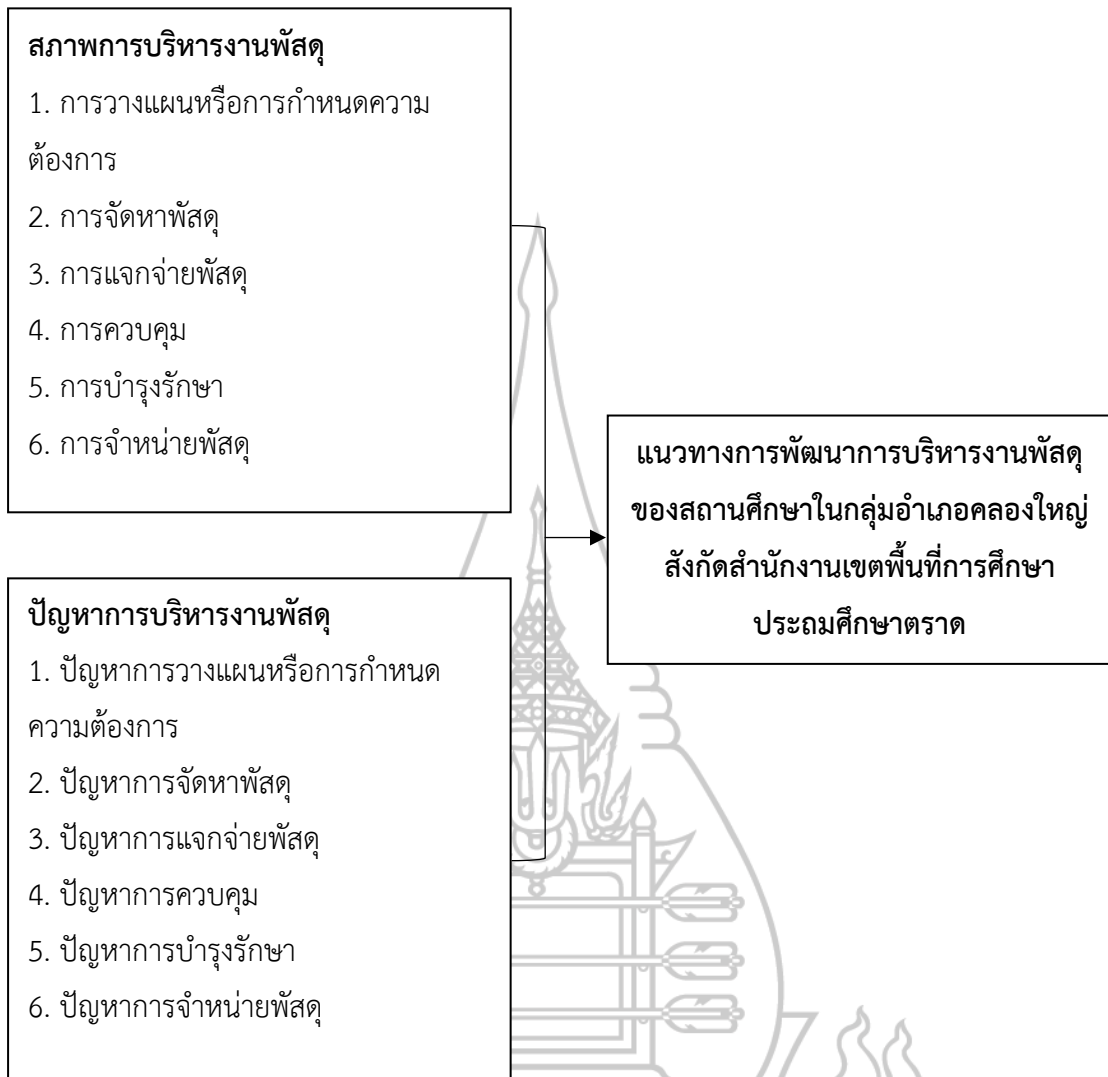 สภาพการบริหารงานพัสดุ
1. การวางแผนหรือการกำหนดความ
ต้องการ
2. การจัดหาพัสดุ
3. การแจกจ่ายพัสดุ
4. การควบคุม
5. การบำรุงรักษา
6. การจำหน่ายพัสดุ
แนวทางการพัฒนาการบริหารงานพัสดุ
ของสถานศึกษาในกลุ่มอำเภอคลองใหญ่
สังกัดสำนักงานเขตพื้นที่การศึกษา
ประถมศึกษาตราด
ปัญหาการบริหารงานพัสดุ
1. ปัญหาการวางแผนหรือการกำหนด
ความต้องการ
2. ปัญหาการจัดหาพัสดุ
3. ปัญหาการแจกจ่ายพัสดุ
4. ปัญหาการควบคุม
5. ปัญหาการบำรุงรักษา
6. ปัญหาการจำหน่ายพัสดุ